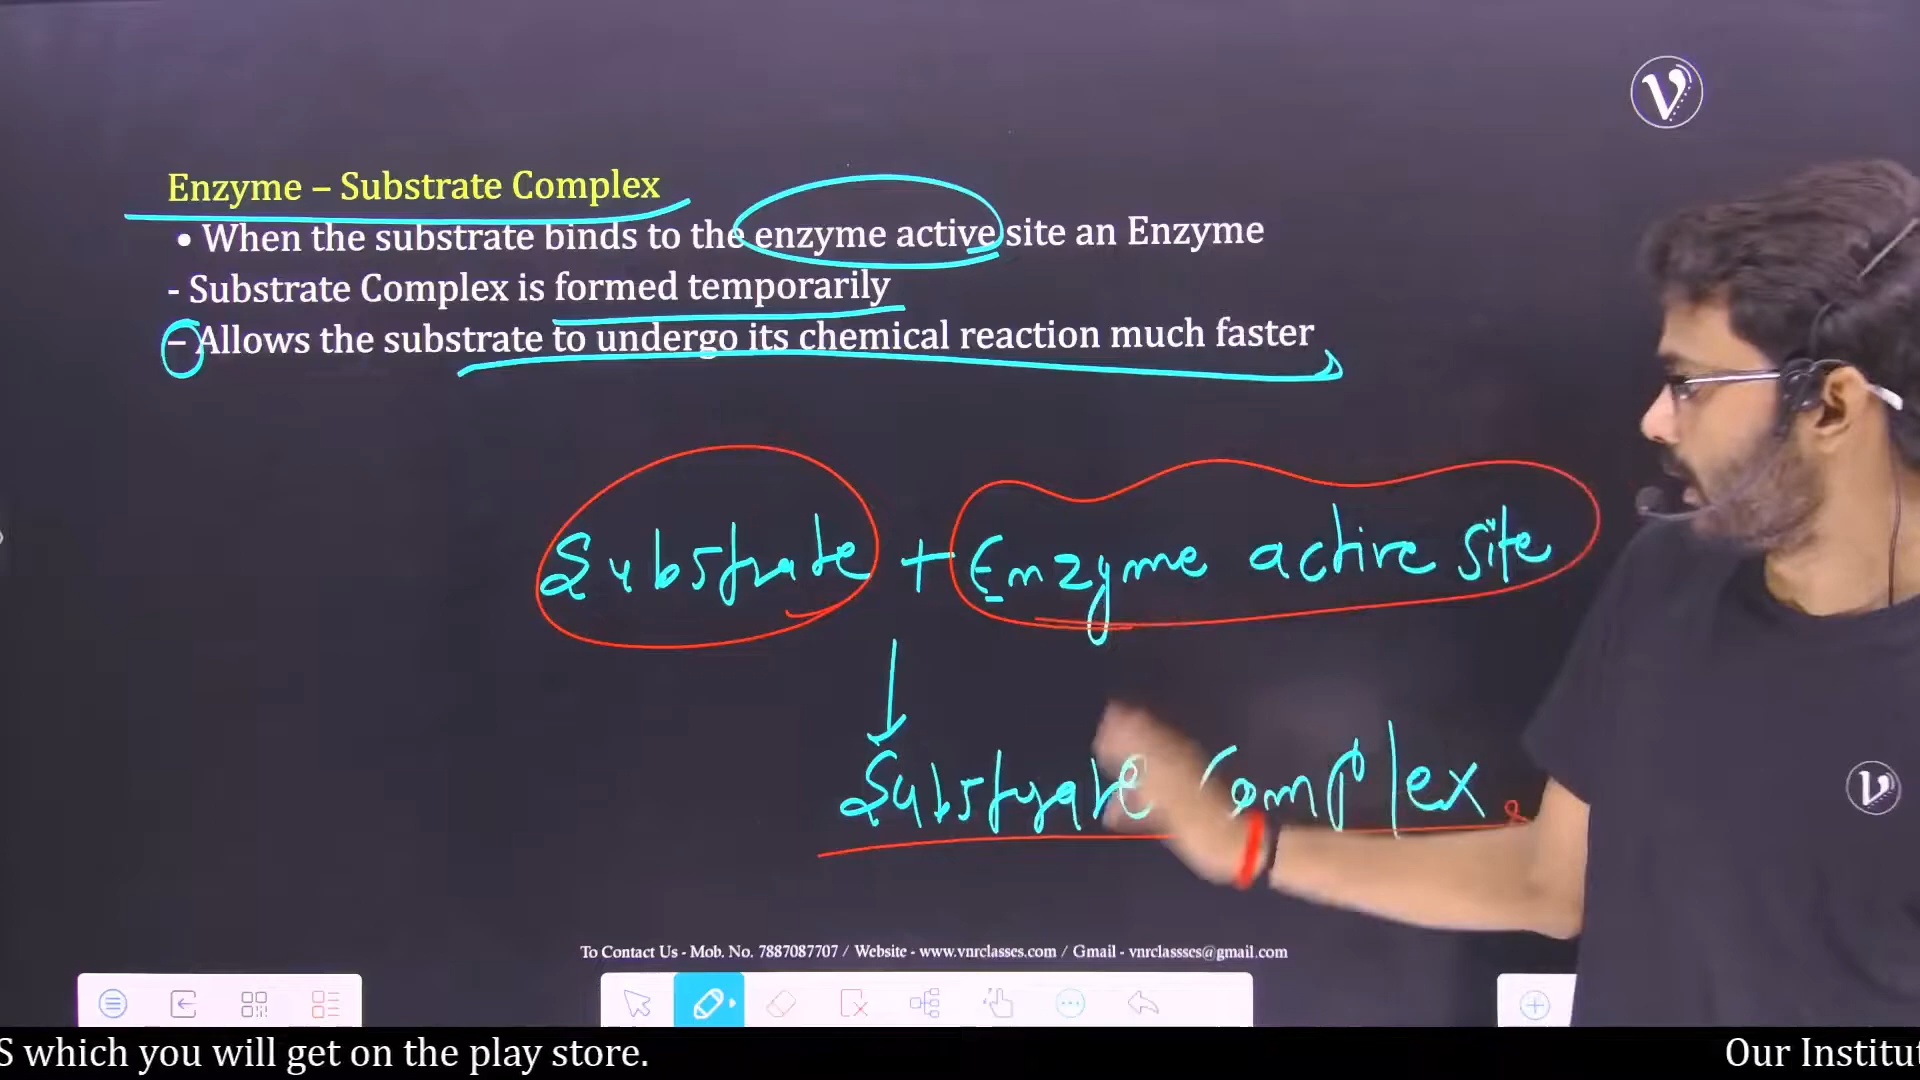 Enzyme – Substrate Complex
• When the substrate binds to the enzyme active site an Enzyme
- Substrate Complex is formed temporarily
– Allows the substrate to undergo its chemical reaction much faster
Substrate + Enzyme active site
Substrate Complex
To Contact Us - Mob. No. 7887087707 / Website - www.vnrclasses.com / Gmail - vnrclassses@gmail.com
S which you will get on the play store.
Our Institut